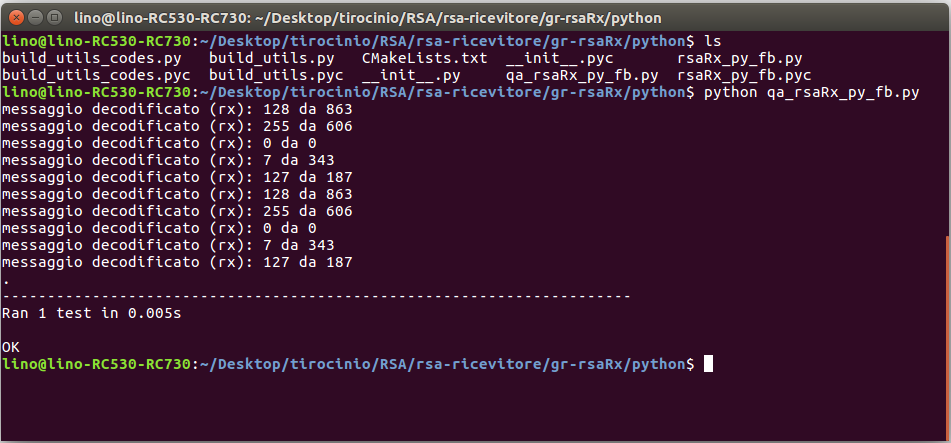 lino@lino-RC530-RC730: ~/Desktop/tirocinio/RSA/rsa-ricevitore/gr-rsaRx/python
lino@lino-RC530-RC730:~/Desktop/tirocinio/RSA/rsa-ricevitore/gr-rsaRx/python$ ls
build_utils_codes.py   build_utils.py   CMakeLists.txt  __init__.pyc       rsaRx_py_fb.py
build_utils_codes.pyc  build_utils.pyc  __init__.py     qa_rsaRx_py_fb.py  rsaRx_py_fb.pyc
lino@lino-RC530-RC730:~/Desktop/tirocinio/RSA/rsa-ricevitore/gr-rsaRx/python$ python qa_rsaRx_py_fb.py
messaggio decodificato (rx): 128 da 863
messaggio decodificato (rx): 255 da 606
messaggio decodificato (rx): 0 da 0
messaggio decodificato (rx): 7 da 343
messaggio decodificato (rx): 127 da 187
messaggio decodificato (rx): 128 da 863
messaggio decodificato (rx): 255 da 606
messaggio decodificato (rx): 0 da 0
messaggio decodificato (rx): 7 da 343
messaggio decodificato (rx): 127 da 187
.
----------------------------------------------------------------------
Ran 1 test in 0.005s
OK
lino@lino-RC530-RC730:~/Desktop/tirocinio/RSA/rsa-ricevitore/gr-rsaRx/python$